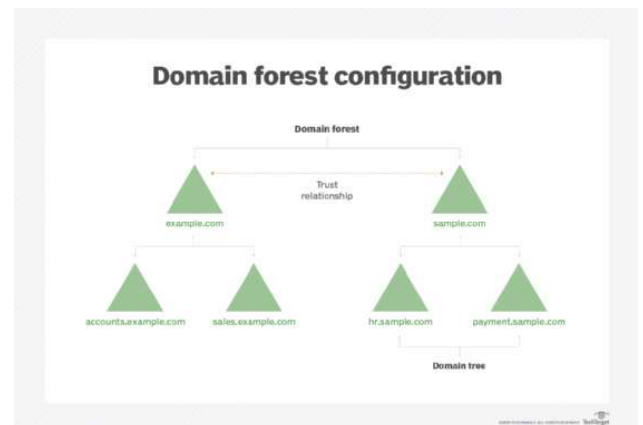 Domain forest configuration
Domain forest
Trust
relationship
example.com
sample.com
accounts.example.com
sales.example.com
hr.sample.com
payment.sample.com
Domain tree
TechTarget